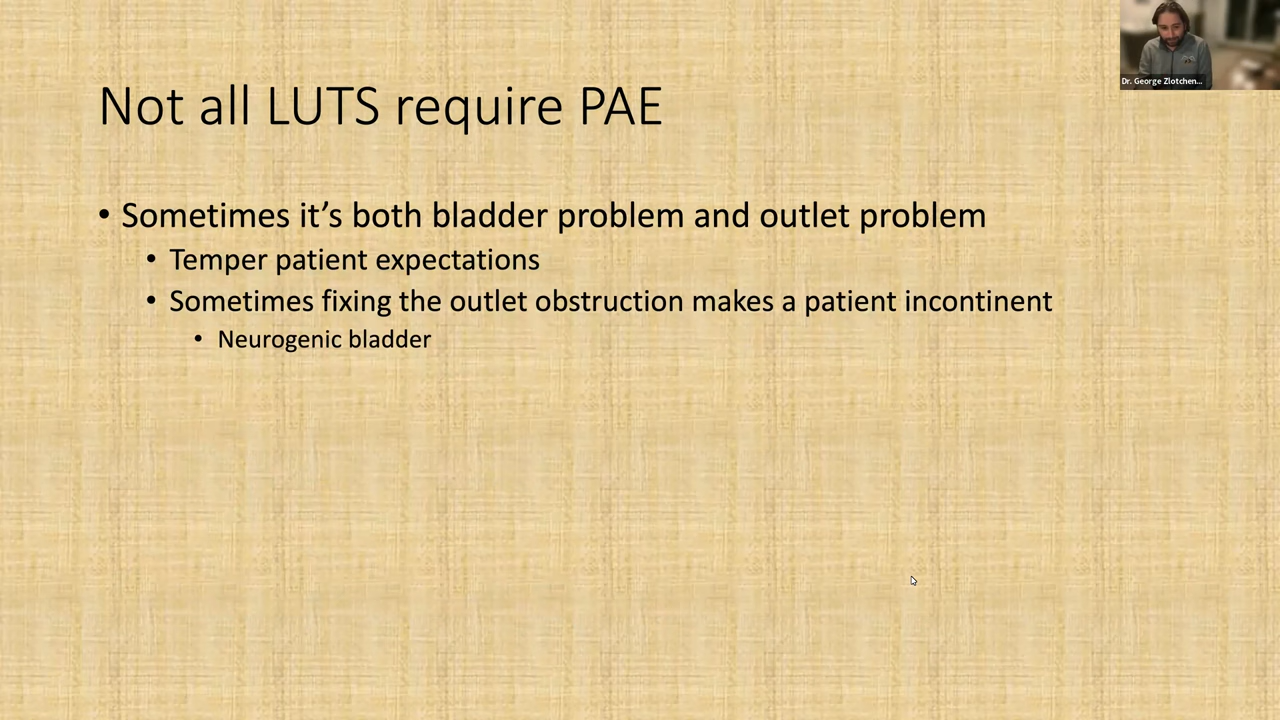 Dr. George Zlotchen...
Not all LUTS require PAE
• Sometimes it’s both bladder problem and outlet problem
• Temper patient expectations
• Sometimes fixing the outlet obstruction makes a patient incontinent
• Neurogenic bladder